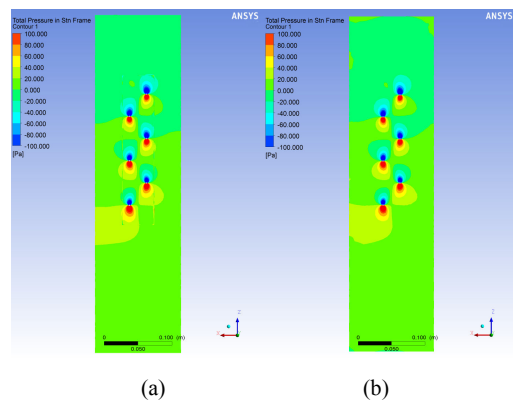 Total Pressure in Stn Frame
Contour 1
100.000
80.000
60.000
40.000
20.000
0.000
-20.000
-40.000
-60.000
-80.000
-100.000
[Pa]
ANSYS
0 0.100 (m)
0.050
Z
X
(a)
Total Pressure in Stn Frame
Contour 1
100.000
80.000
60.000
40.000
20.000
0.000
-20.000
-40.000
-60.000
-80.000
-100.000
[Pa]
ANSYS
0 0.100 (m)
0.050
Z
X
(b)